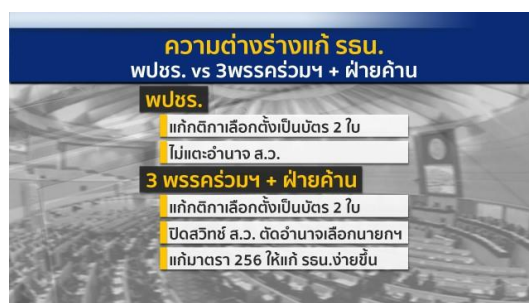 ความต่างร่างแก้ รธน.
พปชร. vs 3พรรคร่วมฯ + ฝ่ายค้าน
พปชร.
แก้กติกาเลือกตั้งเป็นบัตร 2 ใบ
ไม่แตะอำนาจ ส.ว.
3 พรรคร่วมฯ + ฝ่ายค้าน
แก้กติกาเลือกตั้งเป็นบัตร 2 ใบ
ปิดสวิทช์ ส.ว. ตัดอำนาจเลือกนายกฯ
แก้มาตรา 256 ให้แก้ รธน.ง่ายขึ้น